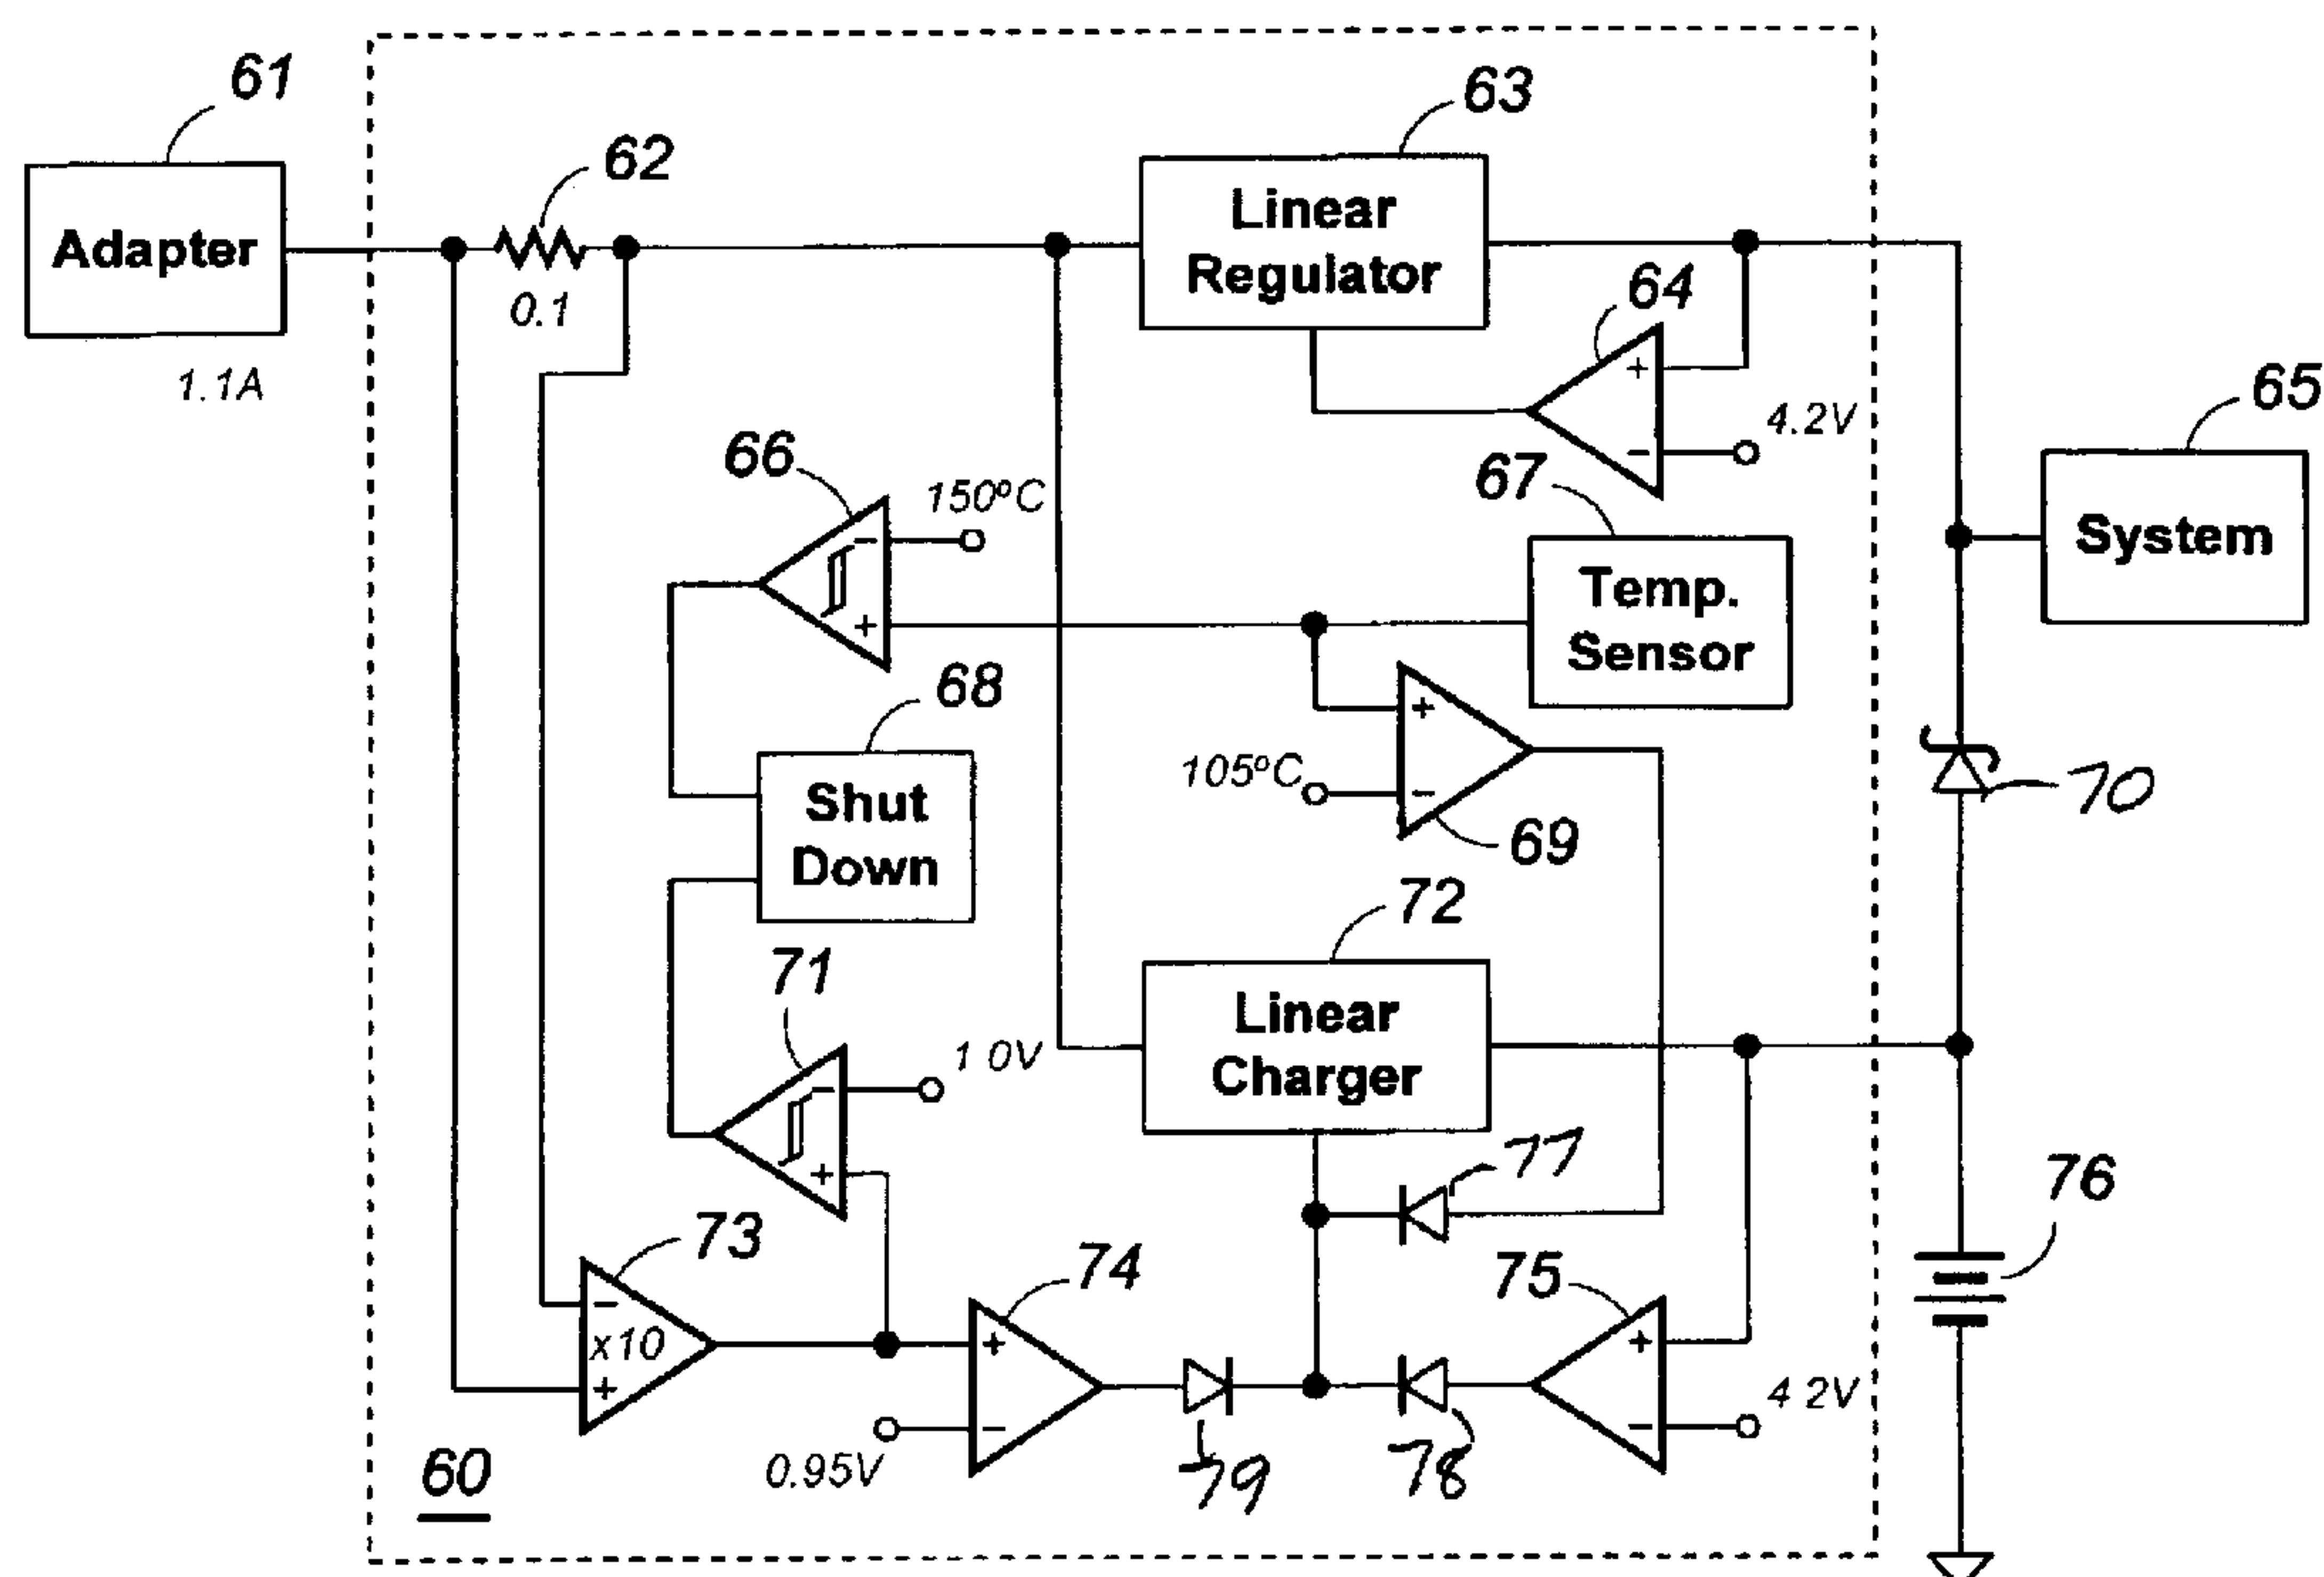 61
62
63
Adapter
0.1
1.1A
Linear
Regulator
64
4.2V
65
System
66
150°C
67
Temp.
Sensor
68
Shut
Down
105°C
69
70
71
1 0V
72
Linear
Charger
77
76
73
x10
74
75
0.95V
4 2V
79
78
60